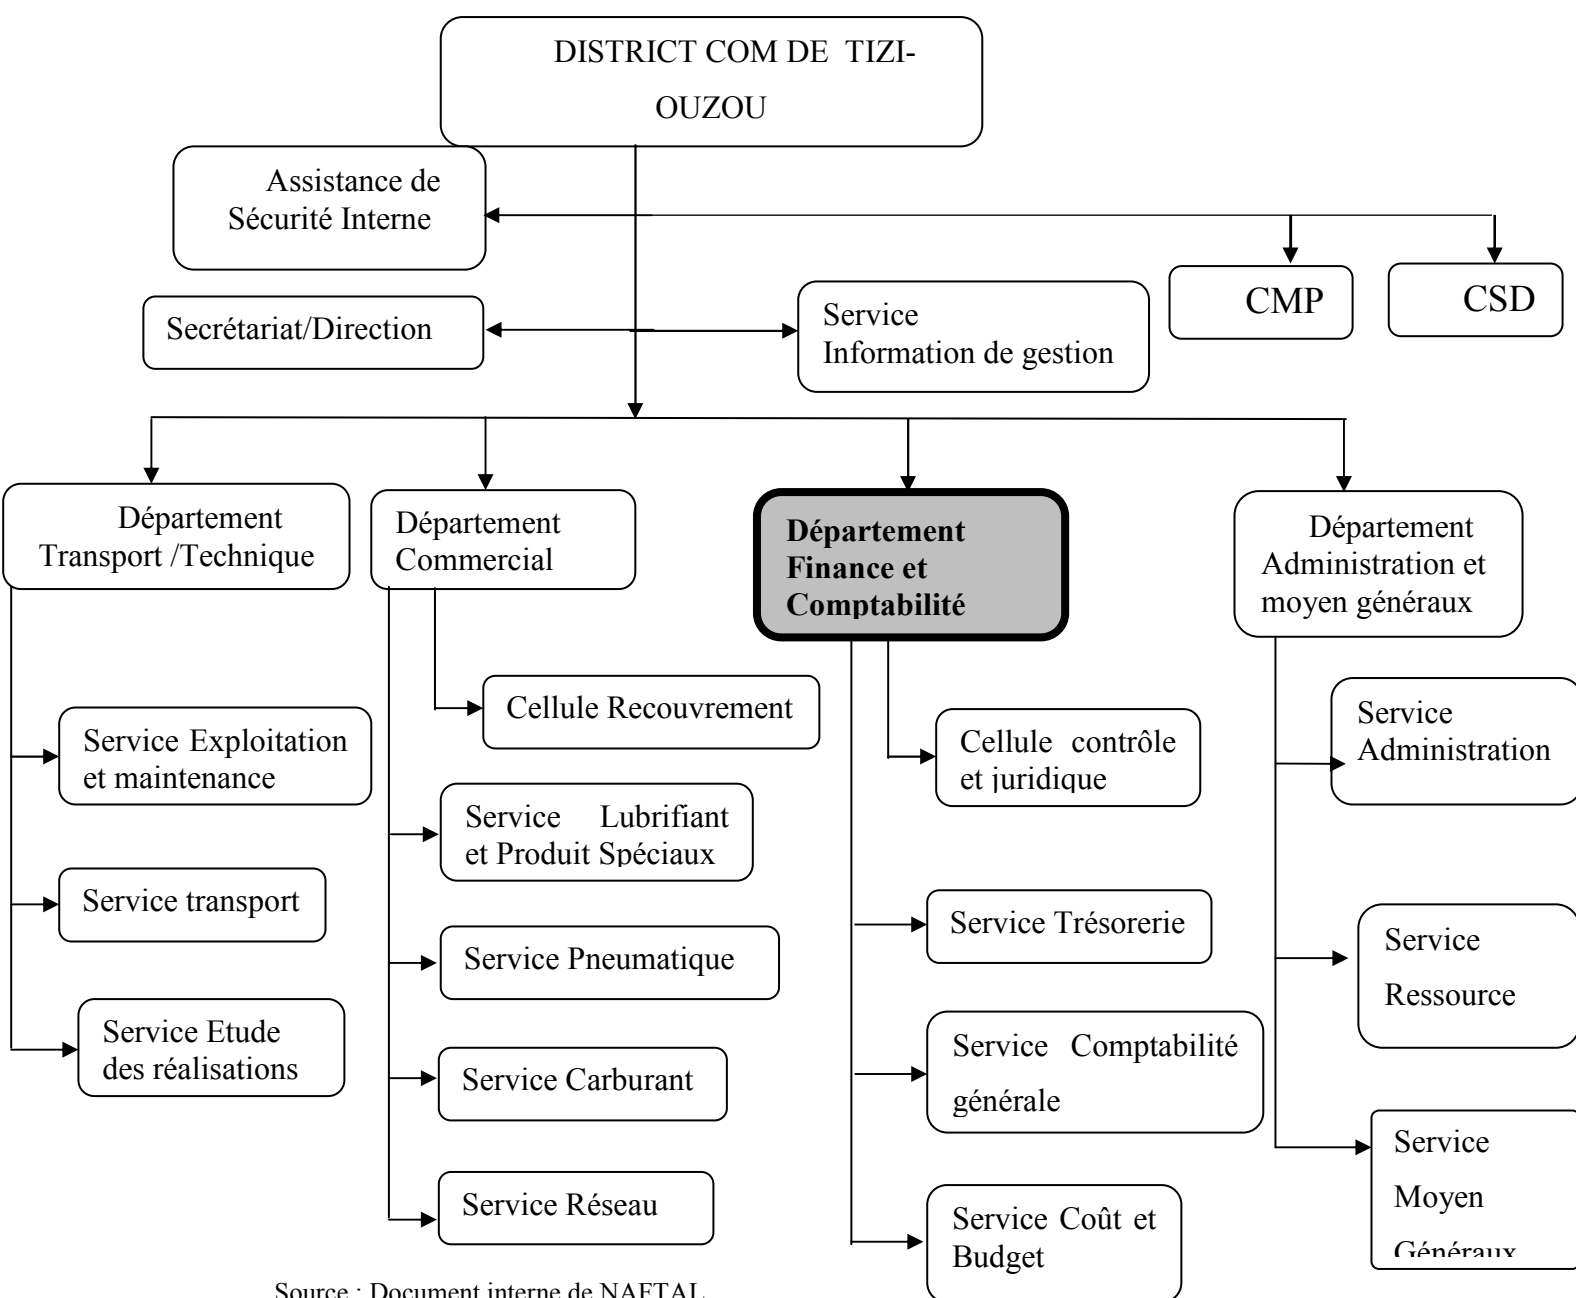 DISTRICT COM DE TIZI-
OUZOU
Assistance de
Sécurité Interne
CMP
CSD
Secrétariat/Direction
Service
Information de gestion
Département
Transport /Technique
Département
Commercial
Département
Finance et
Comptabilité
Département
Administration et
moyen généraux
Service Exploitation
et maintenance
Service transport
Service Etude
des réalisations
Cellule Recouvrement
Service Lubrifiant
et Produit Spéciaux
Service Pneumatique
Service Carburant
Service Réseau
Cellule contrôle
et juridique
Service Trésorerie
Service Comptabilité
générale
Service Coût et
Budget
Service
Administration
Service
Ressource
Service
Moyen
Généraux
Source : Document interne de NAFTAL